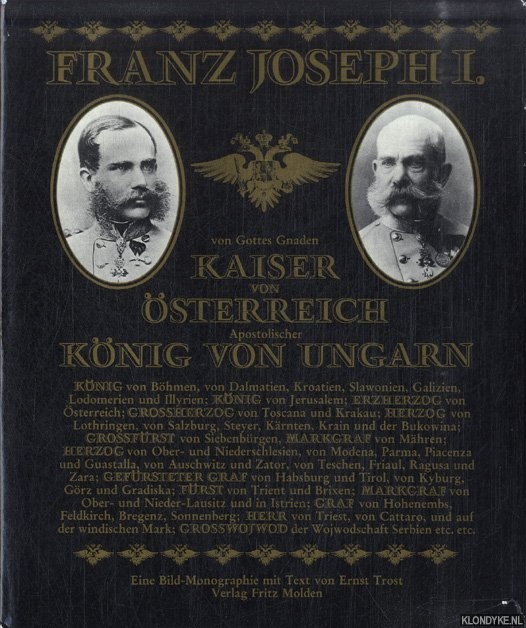 FRANZ JOSEPH I.
von Gottes Gnaden
KAISER
VON
ÖSTERREICH
Apostolischer
KÖNIG VON UNGARN
KÖNIG von Böhmen, von Dalmatien, Kroatien, Slawonien, Galizien,
Lodomerien und Illyrien; KÖNIG von Jerusalem; ERZHERZOG von
Österreich; GROSSHERZOG von Toscana und Krakau; HERZOG von
Lothringen, von Salzburg, Steyer, Kärnten, Krain und der Bukowina;
GROSSFÜRST von Siebenbürgen, MARKGRAF von Mähren;
HERZOG von Ober- und Niederschlesien, von Modena, Parma, Piacenza
und Guastalla, von Auschwitz und Zator, von Teschen, Friaul, Ragusa und
Zara; GEFÜRSTETER GRAF von Habsburg und Tirol, von Kyburg,
Görz und Gradiska; FÜRST von Trient und Brixen; MARKGRAF von
Ober- und Nieder-Lausitz und in Istrien; GRAF von Hohenembs,
Feldkirch, Bregenz, Sonnenberg; HERR von Triest, von Cattaro, und auf
der windischen Mark; GROSSWOJWOD der Wojwodschaft Serbien etc. etc.
Eine Bild-Monographie mit Text von Ernst Trost
Verlag Fritz Molden
KLONDYKE.NL